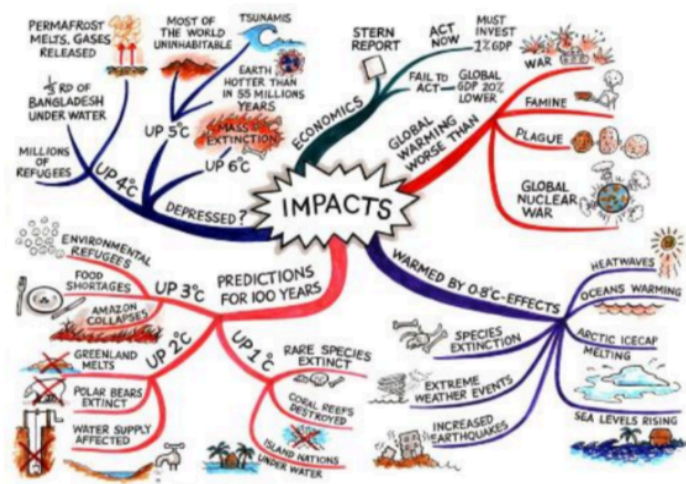 IMPACTS
ECONOMICS
STERN
REPORT
ACT
NOW
MUST
INVEST
1% GDP
FAIL TO
ACT
GLOBAL
GDP 20%
LOWER
GLOBAL
WARMING
WORSE THAN
WAR
FAMINE
PLAGUE
GLOBAL
NUCLEAR
WAR
WARMED BY 0.8°C-EFFECTS
HEATWAVES
OCEANS WARMING
ARCTIC ICECAP
MELTING
SEA LEVELS RISING
SPECIES
EXTINCTION
EXTREME
WEATHER EVENTS
INCREASED
EARTHQUAKES
PREDICTIONS
FOR 100 YEARS
UP 1°C
RARE SPECIES
EXTINCT
CORAL REEFS
DESTROYED
ISLAND NATIONS
UNDER WATER
UP 2°C
GREENLAND
MELTS
POLAR BEARS
EXTINCT
WATER SUPPLY
AFFECTED
UP 3°C
ENVIRONMENTAL
REFUGEES
FOOD
SHORTAGES
AMAZON
COLLAPSES
DEPRESSED?
UP 4°C
MILLIONS
OF
REFUGEES
⅓ RD OF
BANGLADESH
UNDER WATER
PERMAFROST
MELTS, GASES
RELEASED
UP 5°C
MOST OF
THE WORLD
UNINHABITABLE
TSUNAMIS
EARTH
HOTTER THAN
IN 55 MILLIONS
YEARS
UP 6°C
MASS
EXTINCTION